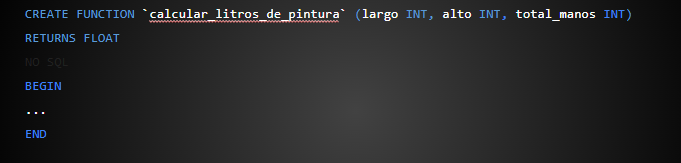 CREATE FUNCTION `calcular_litros_de_pintura` (largo INT, alto INT, total_manos INT)
RETURNS FLOAT
NO SQL
BEGIN
...
END